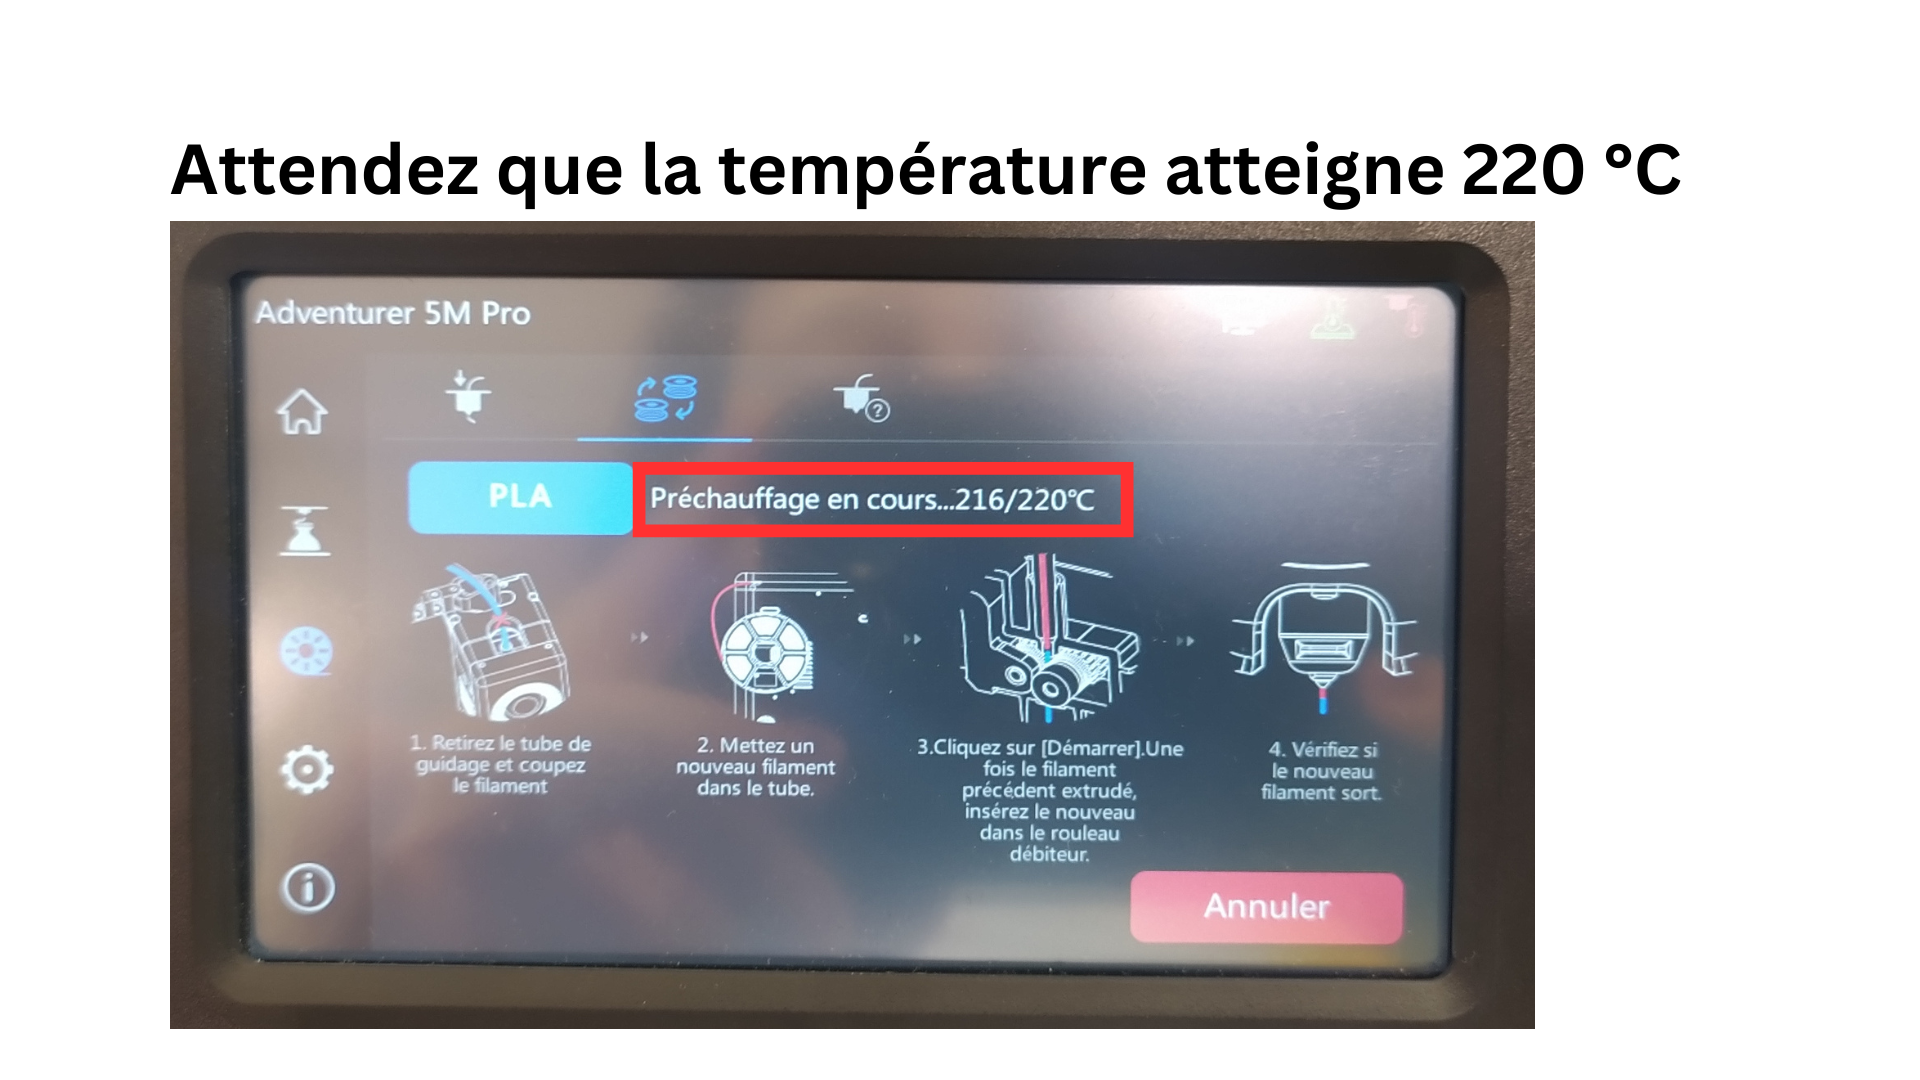 Attendez que la température atteigne 220 °C
Adventurer 5M Pro
PLA
Préchauffage en cours...216/220°C
1. Retirez le tube de
guidage et coupez
le filament
2. Mettez un
nouveau filament
dans le tube.
3.Cliquez sur [Démarrer].Une
fois le filament
précédent extrudé,
insérez le nouveau
dans le rouleau
débiteur.
4. Vérifiez si
le nouveau
filament sort.
Annuler